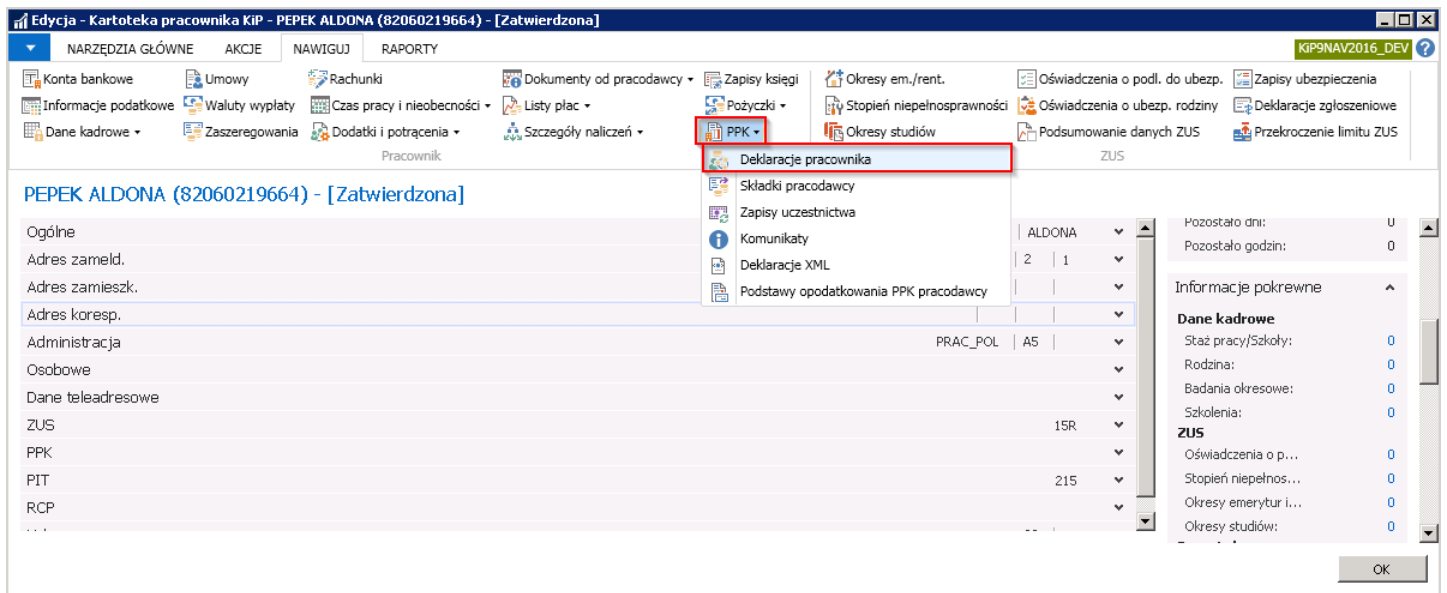 Edycja - Kartoteka pracownika KiP - PEPEK ALDONA (82060219664) - [Zatwierdzona]
NARZĘDZIA GŁÓWNE AKCJE NAWIGUJ RAPORTY KiP9NAV2016_DEV
Konta bankowe Umowy Rachunki Dokumenty od pracodawcy Zapisy księgi Okresy em./rent. Oświadczenia o podl. do ubezp. Zapisy ubezpieczenia
Informacje podatkowe Waluty wypłaty Czas pracy i nieobecności Listy płac Pożyczki Stopień niepełnosprawności Oświadczenia o ubezp. rodziny Deklaracje zgłoszeniowe
Dane kadrowe Zaszeregowania Dodatki i potrącenia Szczegóły naliczeń PPK Okresy studiów Podsumowanie danych ZUS Przekroczenie limitu ZUS
Pracownik ZUS
Deklaracje pracownika
Składki pracodawcy
Zapisy uczestnictwa
Komunikaty
Deklaracje XML
Podstawy opodatkowania PPK pracodawcy
PEPEK ALDONA (82060219664) - [Zatwierdzona]
Ogólne ALDONA
Adres zameld. 2 1
Adres zamieszk.
Adres koresp.
Administracja PRAC_POL A5
Osobowe
Dane teleadresowe
ZUS 15R
PPK
PIT 215
RCP
Pozostało dni: 0
Pozostało godzin: 0
Informacje pokrewne
Dane kadrowe
Staż pracy/Szkoły: 0
Rodzina: 0
Badania okresowe: 0
Szkolenia: 0
ZUS
Oświadczenia o p... 0
Stopień niepełnos... 0
Okresy emerytur i... 0
Okresy studiów: 0
OK